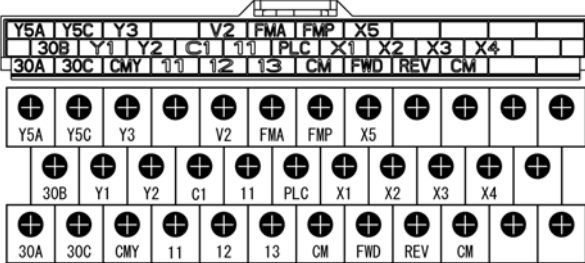 Y5A Y5C Y3 V2 FMA FMP X5
30B Y1 Y2 C1 11 PLC X1 X2 X3 X4
30A 30C CMY 11 12 13 CM FWD REV CM
Y5A Y5C Y3 V2 FMA FMP X5
30B Y1 Y2 C1 11 PLC X1 X2 X3 X4
30A 30C CMY 11 12 13 CM FWD REV CM